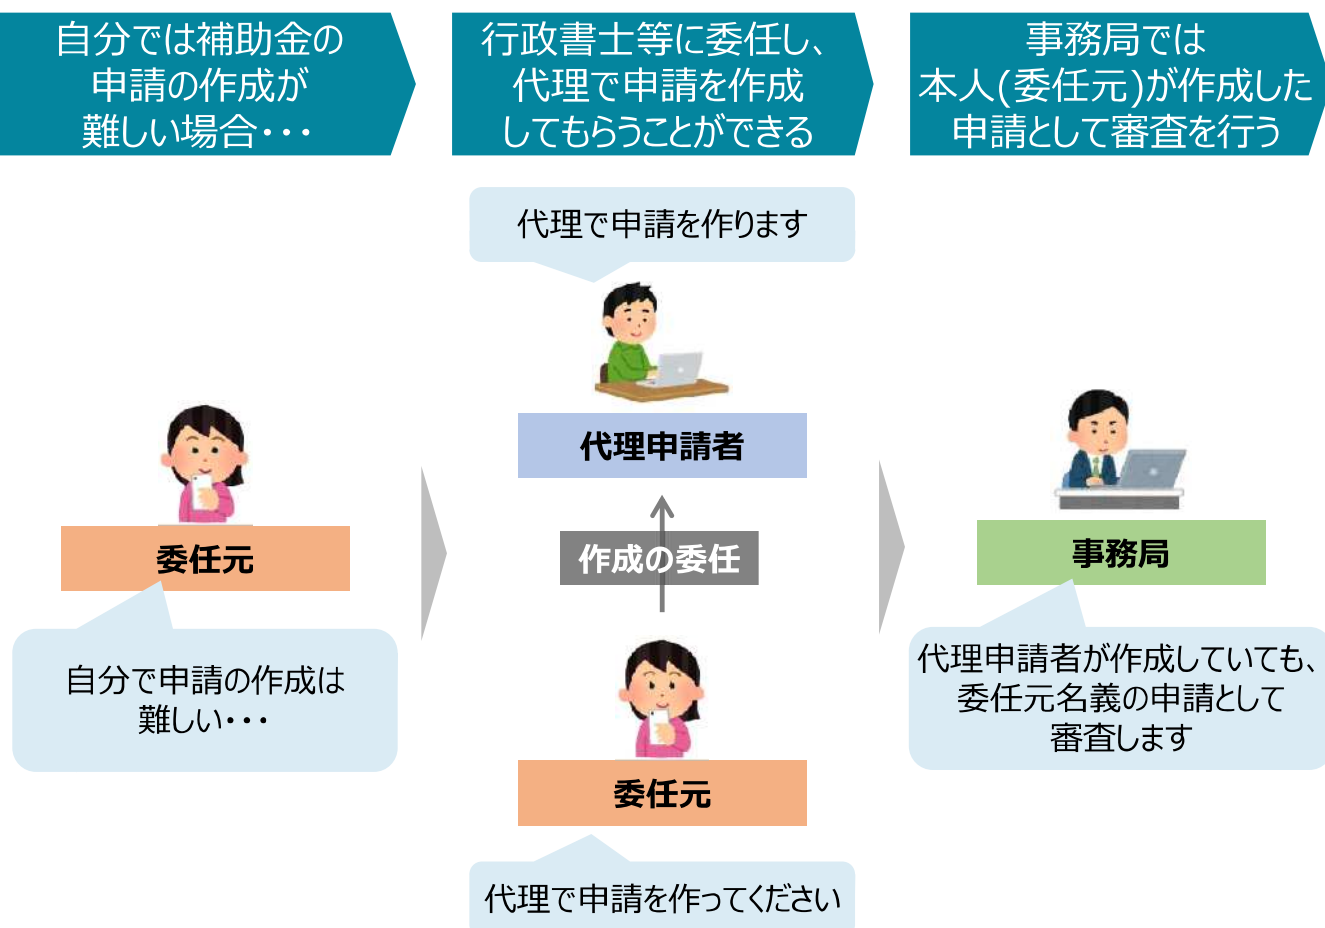 自分では補助金の
申請の作成が
難しい場合・・・
行政書士等に委任し、
代理で申請を作成
してもらうことができる
事務局では
本人(委任元)が作成した
申請として審査を行う
委任元
自分で申請の作成は
難しい・・・
代理で申請を作ります
代理申請者
作成の委任
委任元
代理で申請を作ってください
事務局
代理申請者が作成していても、
委任元名義の申請として
審査します